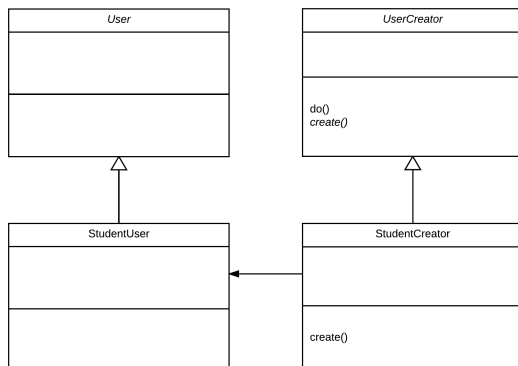 User
UserCreator
do()
create()
StudentUser
StudentCreator
create()